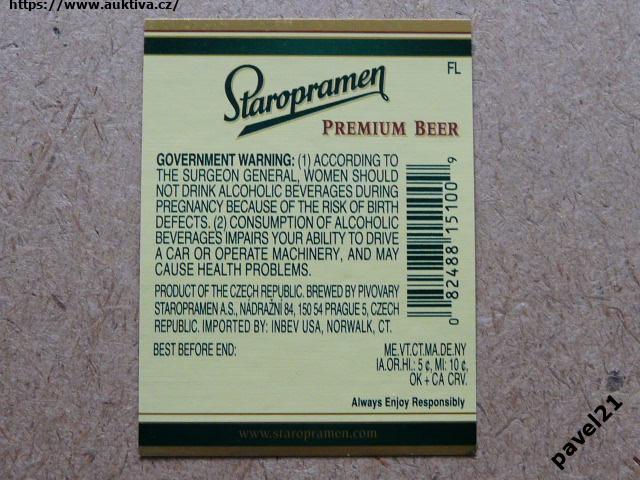 https://www.auktiva.cz/
FL
Staropramen
PREMIUM BEER
GOVERNMENT WARNING: (1) ACCORDING TO
THE SURGEON GENERAL, WOMEN SHOULD
NOT DRINK ALCOHOLIC BEVERAGES DURING
PREGNANCY BECAUSE OF THE RISK OF BIRTH
DEFECTS. (2) CONSUMPTION OF ALCOHOLIC
BEVERAGES IMPAIRS YOUR ABILITY TO DRIVE
A CAR OR OPERATE MACHINERY, AND MAY
CAUSE HEALTH PROBLEMS.
0 82488 15100 9
PRODUCT OF THE CZECH REPUBLIC. BREWED BY PIVOVARY
STAROPRAMEN A.S., NÁDRAŽNÍ 84, 150 54 PRAGUE 5, CZECH
REPUBLIC. IMPORTED BY: INBEV USA, NORWALK, CT.
BEST BEFORE END:
ME.VT.CT.MA.DE.NY
IA.OR.HI.: 5 ¢, MI: 10 ¢,
OK + CA CRV.
Always Enjoy Responsibly
www.staropramen.com
pavel21